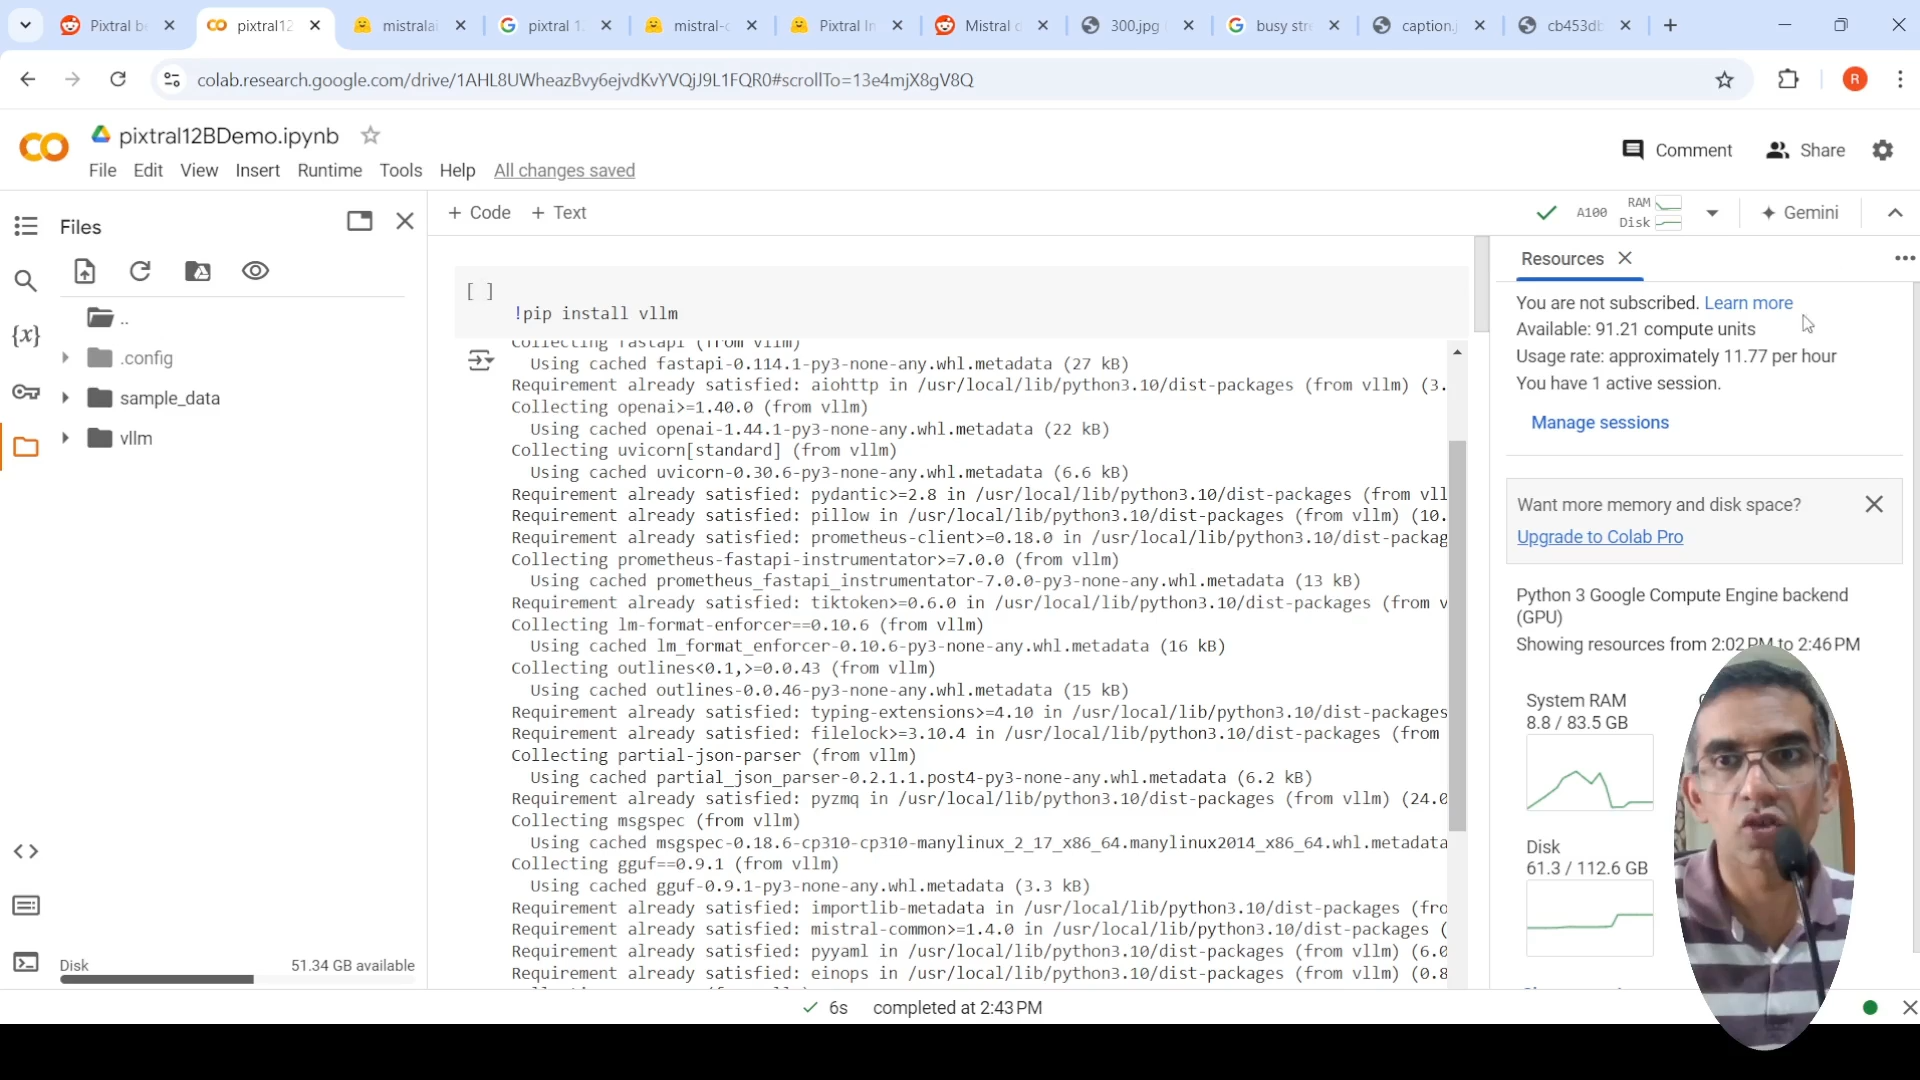 Pixtral be
pixtral12
mistralai
pixtral 1
mistral-c
Pixtral In
Mistral c
300.jpg
busy stre
caption.j
cb453db
colab.research.google.com/drive/1AHL8UWheazBvy6ejvdKvYVQjJ9L1FQR0#scrollTo=13e4mjX8gV8Q
R
CO
pixtral12BDemo.ipynb
File Edit View Insert Runtime Tools Help All changes saved
Comment
Share
Files
+ Code + Text
A100
RAM
Disk
Gemini
..
.config
sample_data
vllm
Disk 51.34 GB available
[ ]
!pip install vllm
Collecting fastapi (from vllm)
Using cached fastapi-0.114.1-py3-none-any.whl.metadata (27 kB)
Requirement already satisfied: aiohttp in /usr/local/lib/python3.10/dist-packages (from vllm) (3.
Collecting openai>=1.40.0 (from vllm)
Using cached openai-1.44.1-py3-none-any.whl.metadata (22 kB)
Collecting uvicorn[standard] (from vllm)
Using cached uvicorn-0.30.6-py3-none-any.whl.metadata (6.6 kB)
Requirement already satisfied: pydantic>=2.8 in /usr/local/lib/python3.10/dist-packages (from vll
Requirement already satisfied: pillow in /usr/local/lib/python3.10/dist-packages (from vllm) (10.
Requirement already satisfied: prometheus-client>=0.18.0 in /usr/local/lib/python3.10/dist-packag
Collecting prometheus-fastapi-instrumentator>=7.0.0 (from vllm)
Using cached prometheus_fastapi_instrumentator-7.0.0-py3-none-any.whl.metadata (13 kB)
Requirement already satisfied: tiktoken>=0.6.0 in /usr/local/lib/python3.10/dist-packages (from v
Collecting lm-format-enforcer==0.10.6 (from vllm)
Using cached lm_format_enforcer-0.10.6-py3-none-any.whl.metadata (16 kB)
Collecting outlines<0.1,>=0.0.43 (from vllm)
Using cached outlines-0.0.46-py3-none-any.whl.metadata (15 kB)
Requirement already satisfied: typing-extensions>=4.10 in /usr/local/lib/python3.10/dist-packages
Requirement already satisfied: filelock>=3.10.4 in /usr/local/lib/python3.10/dist-packages (from
Collecting partial-json-parser (from vllm)
Using cached partial_json_parser-0.2.1.1.post4-py3-none-any.whl.metadata (6.2 kB)
Requirement already satisfied: pyzmq in /usr/local/lib/python3.10/dist-packages (from vllm) (24.0
Collecting msgspec (from vllm)
Using cached msgspec-0.18.6-cp310-cp310-manylinux_2_17_x86_64.manylinux2014_x86_64.whl.metadata
Collecting gguf==0.9.1 (from vllm)
Using cached gguf-0.9.1-py3-none-any.whl.metadata (3.3 kB)
Requirement already satisfied: importlib-metadata in /usr/local/lib/python3.10/dist-packages (fro
Requirement already satisfied: mistral-common>=1.4.0 in /usr/local/lib/python3.10/dist-packages (
Requirement already satisfied: pyyaml in /usr/local/lib/python3.10/dist-packages (from vllm) (6.0
Requirement already satisfied: einops in /usr/local/lib/python3.10/dist-packages (from vllm) (0.8
Resources
You are not subscribed. Learn more
Available: 91.21 compute units
Usage rate: approximately 11.77 per hour
You have 1 active session.
Manage sessions
Want more memory and disk space?
Upgrade to Colab Pro
Python 3 Google Compute Engine backend
(GPU)
Showing resources from 2:02 PM to 2:46 PM
System RAM
8.8 / 83.5 GB
Disk
61.3 / 112.6 GB
6s completed at 2:43 PM